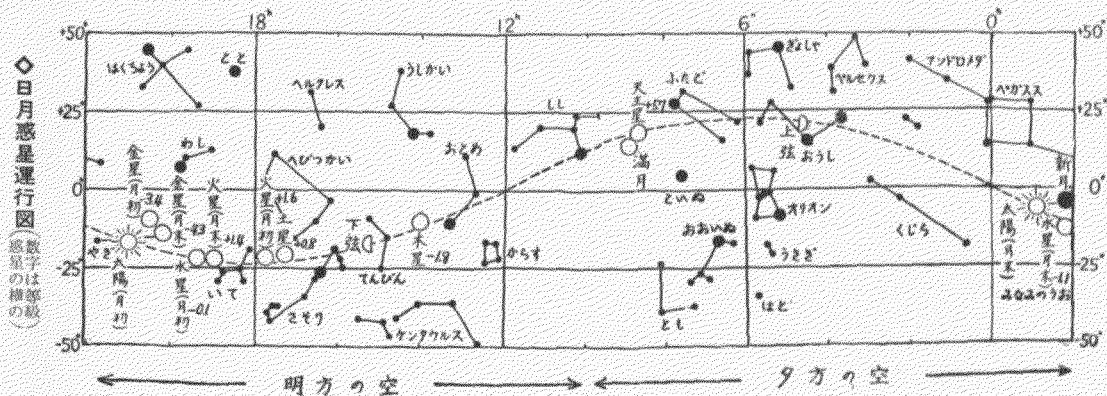 ◇日月惑星運行図
(数字は等級 惑星の横の)
18ʰ 12ʰ 6ʰ 0ʰ
+50° +50°
はくちょう
こと
ヘルクレス
うしかい
ぎょしゃ
ペルセウス
アンドロメダ
ペガスス
ふたご
しし
+25° +25°
天王星 +5.7
満月
上弦
おうし
わし
へびつかい
おとめ
金星(月初) -3.4
金星(月末) -4.3
火星(月末) +1.4
火星(月初) +1.6
土星 +0.8
下弦
木星 -1.8
こいぬ
オリオン
くじら
新月
0° 0°
やぎ
太陽(月初)
水星(月初) -0.1
いて
てんびん
からす
おおいぬ
うさぎ
太陽(月末)
水星(月末) -1.1
みなみのうお
-25° -25°
さそり
ケンタウルス
とも
はと
-50° -50°
明方の空 夕方の空